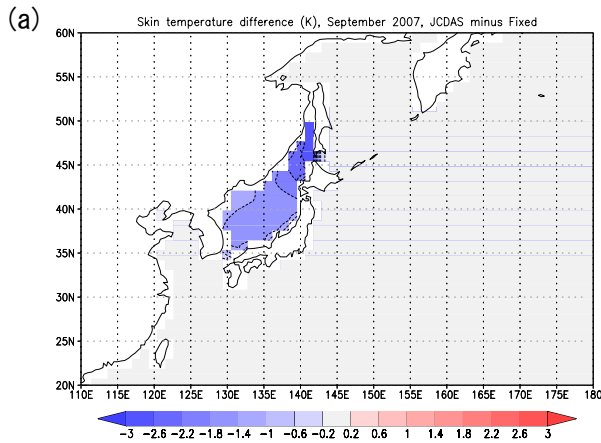 (a)
Skin temperature difference (K), September 2007, JCDAS minus Fixed
60N
55N
50N
45N
40N
35N
30N
25N
20N
110E 115E 120E 125E 130E 135E 140E 145E 150E 155E 160E 165E 170E 175E 180
-3 -2.6 -2.2 -1.8 -1.4 -1 -0.6 -0.2 0.2 0.6 1 1.4 1.8 2.2 2.6 3